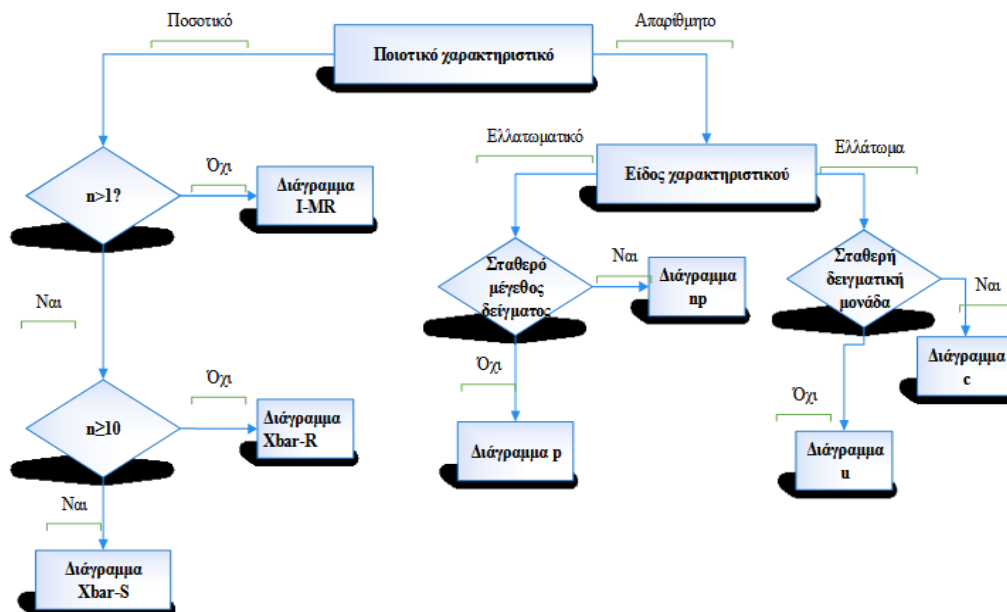 Ποσοτικό
Απαρίθμητο
Ποιοτικό χαρακτηριστικό
Ελλατωματικό
Ελλάτωμα
Όχι
n>1?
Διάγραμμα
I-MR
Είδος χαρακτηριστικού
Σταθερό
μέγεθος
δείγματος
Ναι
Διάγραμμα
np
Σταθερή
δειγματική
μονάδα
Ναι
Ναι
Διάγραμμα
c
Όχι
n≥10
Διάγραμμα
Xbar-R
Όχι
Διάγραμμα p
Όχι
Διάγραμμα
u
Ναι
Διάγραμμα
Xbar-S